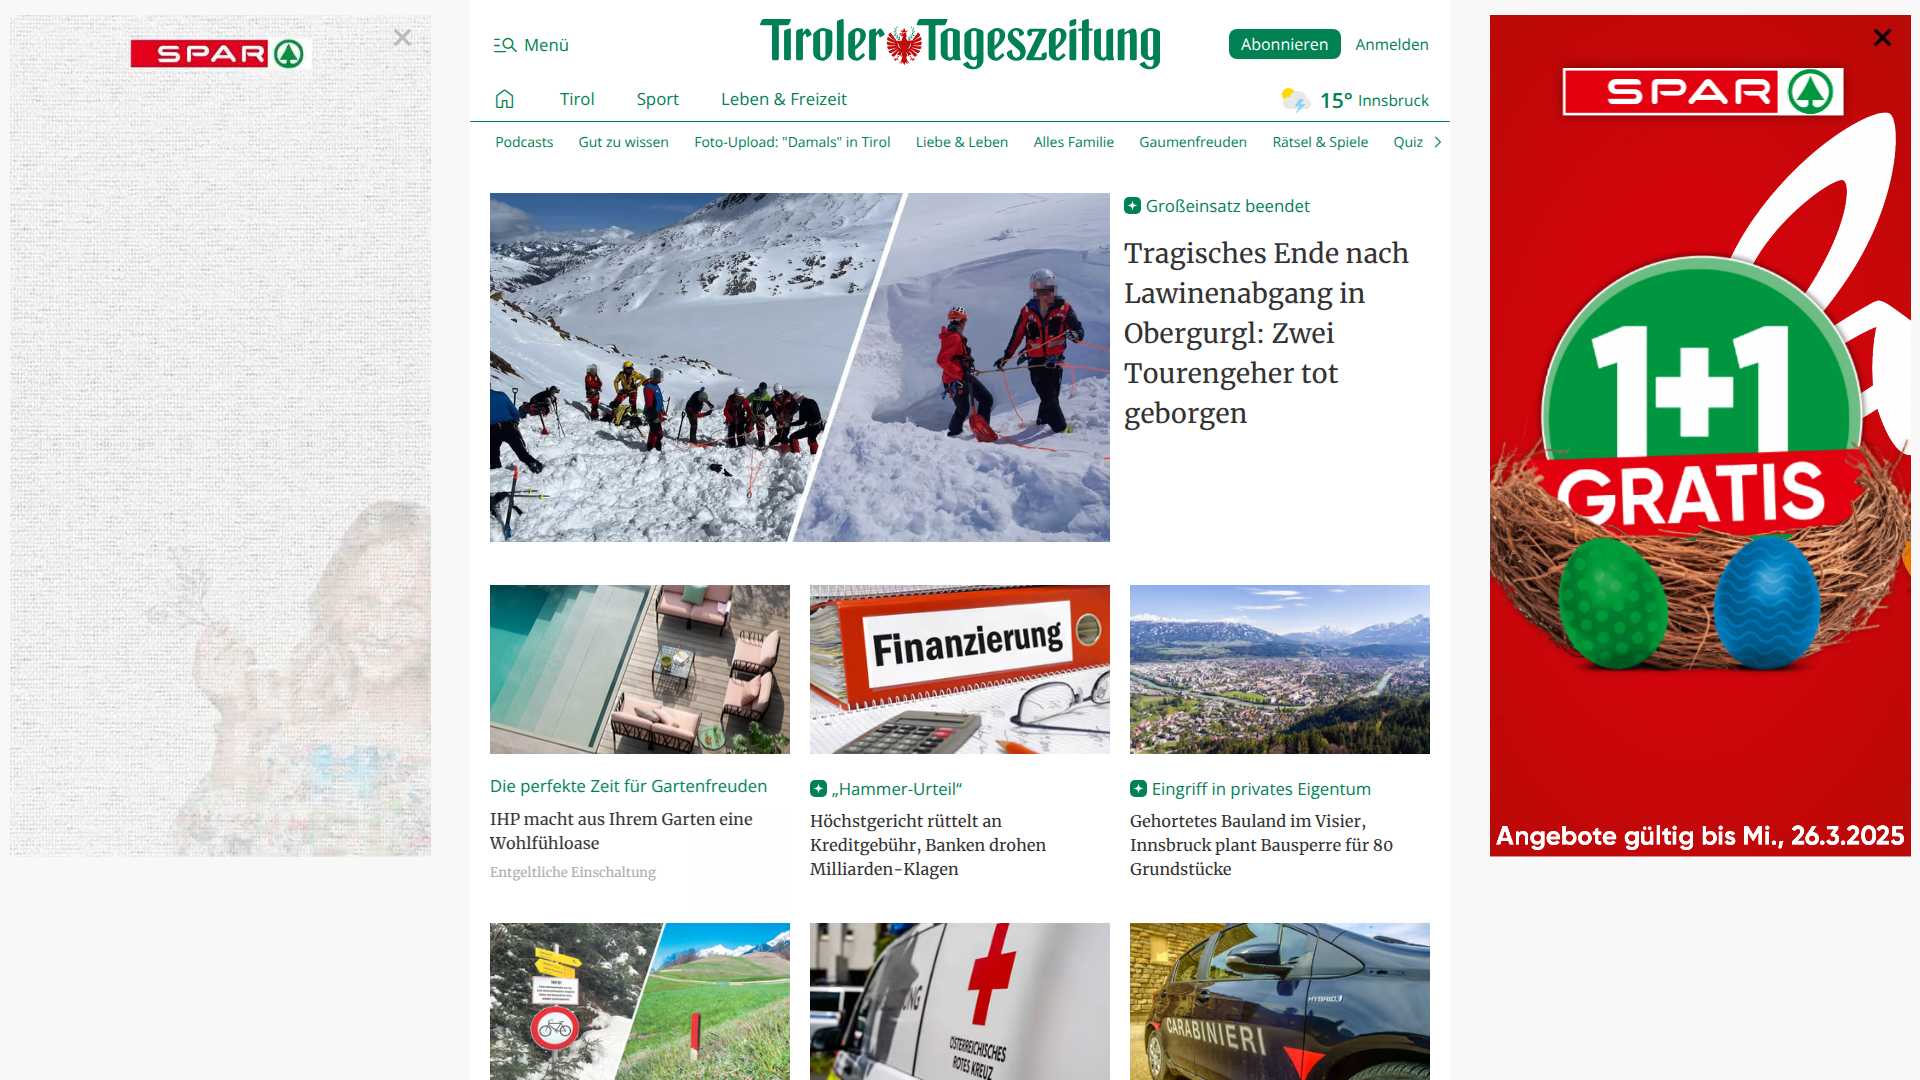 SPAR
Menü
Tiroler Tageszeitung
Abonnieren
Anmelden
Tirol
Sport
Leben & Freizeit
15° Innsbruck
Podcasts
Gut zu wissen
Foto-Upload: "Damals" in Tirol
Liebe & Leben
Alles Familie
Gaumenfreuden
Rätsel & Spiele
Quiz
Großeinsatz beendet
Tragisches Ende nach
Lawinenabgang in
Obergurgl: Zwei
Tourengeher tot
geborgen
Finanzierung
Die perfekte Zeit für Gartenfreuden
IHP macht aus Ihrem Garten eine
Wohlfühloase
Entgeltliche Einschaltung
„Hammer-Urteil“
Höchstgericht rüttelt an
Kreditgebühr, Banken drohen
Milliarden-Klagen
Eingriff in privates Eigentum
Gehortetes Bauland im Visier,
Innsbruck plant Bausperre für 80
Grundstücke
ÖSTERREICHISCHES
ROTES KREUZ
HYBRID
CARABINIERI
SPAR
1+1
GRATIS
Angebote gültig bis Mi., 26.3.2025